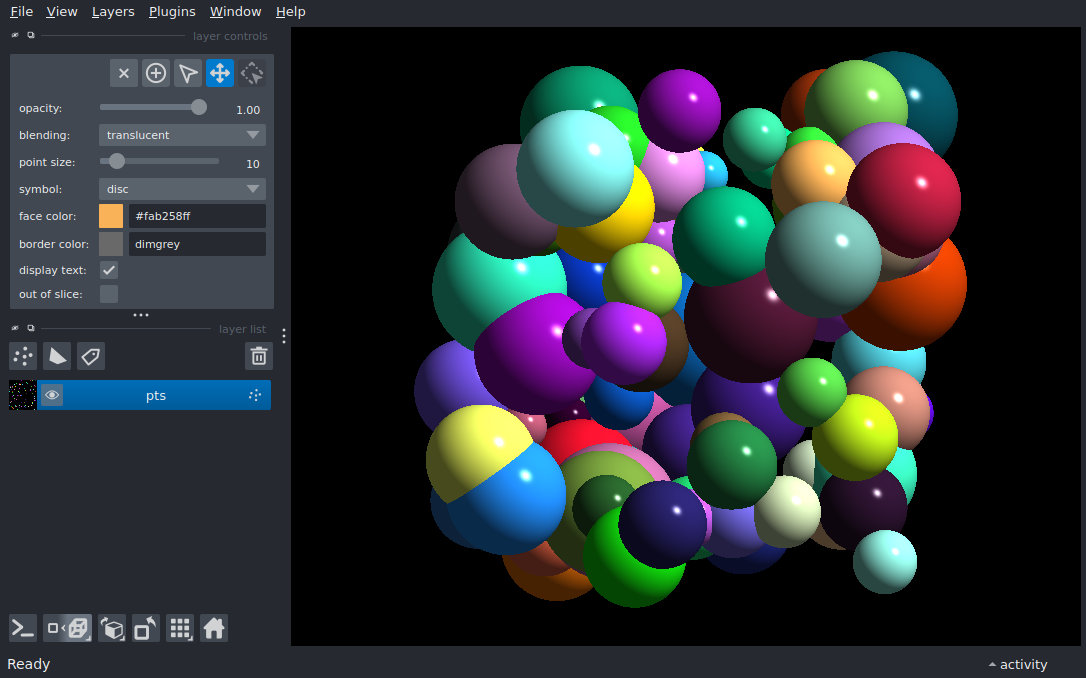 File View Layers Plugins Window Help
layer controls
opacity: 1.00
blending: translucent
point size: 10
symbol: disc
face color: #fab258ff
border color: dimgrey
display text:
out of slice:
layer list
pts
Ready
activity